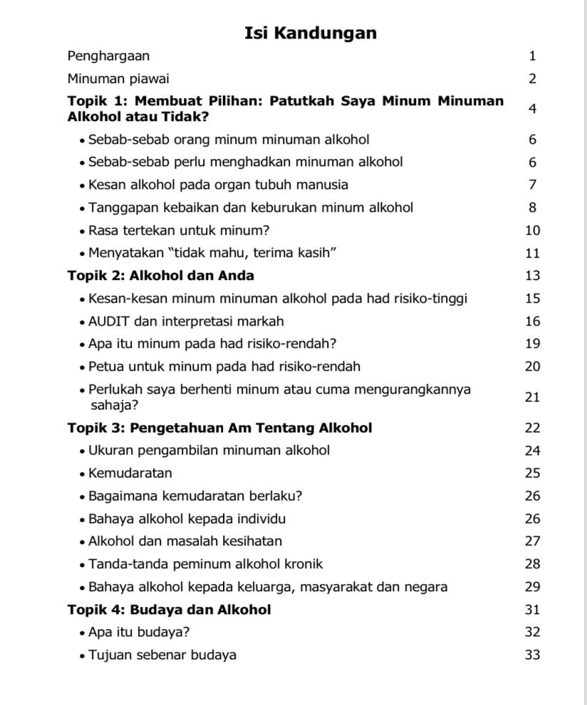 Isi Kandungan
Penghargaan 1
Minuman piawai 2
Topik 1: Membuat Pilihan: Patutkah Saya Minum Minuman
Alkohol atau Tidak? 4
• Sebab-sebab orang minum minuman alkohol 6
• Sebab-sebab perlu menghadkan minuman alkohol 6
• Kesan alkohol pada organ tubuh manusia 7
• Tanggapan kebaikan dan keburukan minum alkohol 8
• Rasa tertekan untuk minum? 10
• Menyatakan “tidak mahu, terima kasih” 11
Topik 2: Alkohol dan Anda 13
• Kesan-kesan minum minuman alkohol pada had risiko-tinggi 15
• AUDIT dan interpretasi markah 16
• Apa itu minum pada had risiko-rendah? 19
• Petua untuk minum pada had risiko-rendah 20
• Perlukah saya berhenti minum atau cuma mengurangkannya
sahaja? 21
Topik 3: Pengetahuan Am Tentang Alkohol 22
• Ukuran pengambilan minuman alkohol 24
• Kemudaratan 25
• Bagaimana kemudaratan berlaku? 26
• Bahaya alkohol kepada individu 26
• Alkohol dan masalah kesihatan 27
• Tanda-tanda peminum alkohol kronik 28
• Bahaya alkohol kepada keluarga, masyarakat dan negara 29
Topik 4: Budaya dan Alkohol 31
• Apa itu budaya? 32
• Tujuan sebenar budaya 33